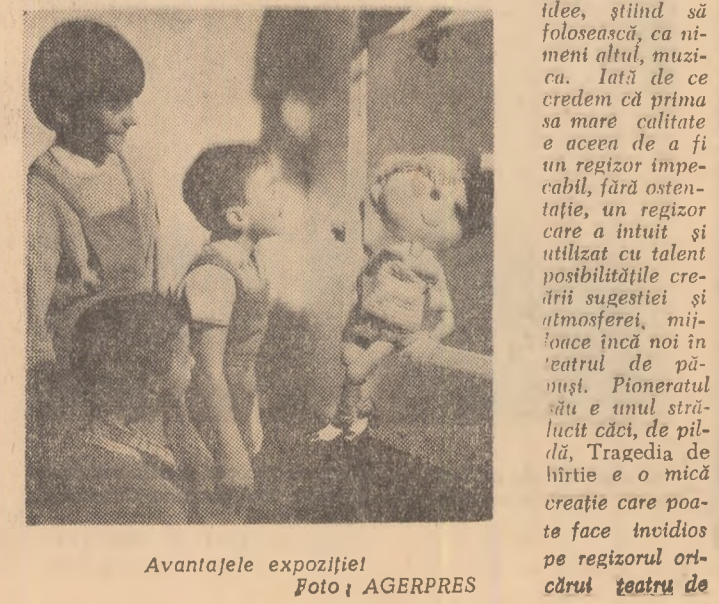 Avantajele expoziției
Foto: AGERPRES
idee, știind să
folosească, ca ni-
meni altul, muzi-
ca. Iată de ce
credem că prima
sa mare calitate
e aceea de a fi
un regizor impe-
cabil, fără osten-
tație, un regizor
care a intuit și
utilizat cu talent
posibilitățile cre-
ării sugestiei și
atmosferei, mij-
loace încă noi în
teatrul de pă-
puși. Pioneratul
său e unul stră-
lucit căci, de pil-
dă, Tragedia de
hîrtie e o mică
creație care poa-
te face invidios
pe regizorul ori-
cărui teatru de